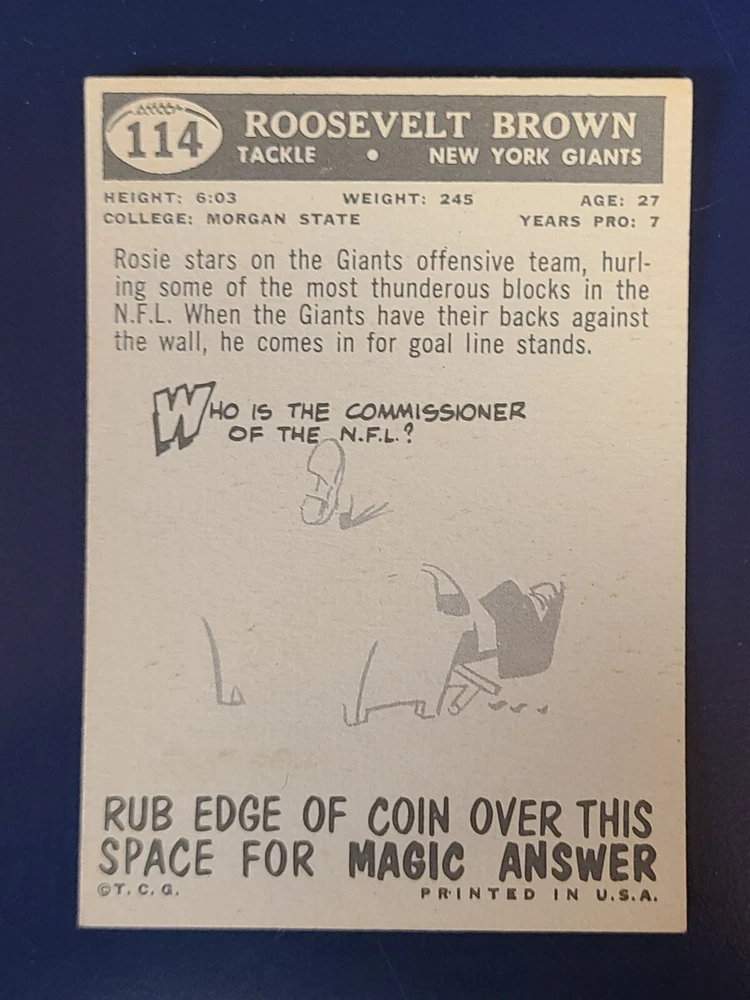 114
ROOSEVELT BROWN
TACKLE • NEW YORK GIANTS
HEIGHT: 6:03 WEIGHT: 245 AGE: 27
COLLEGE: MORGAN STATE YEARS PRO: 7
Rosie stars on the Giants offensive team, hurl-
ing some of the most thunderous blocks in the
N.F.L. When the Giants have their backs against
the wall, he comes in for goal line stands.
WHO IS THE COMMISSIONER
OF THE N.F.L.?
RUB EDGE OF COIN OVER THIS
SPACE FOR MAGIC ANSWER
©T. C. G. PRINTED IN U.S.A.